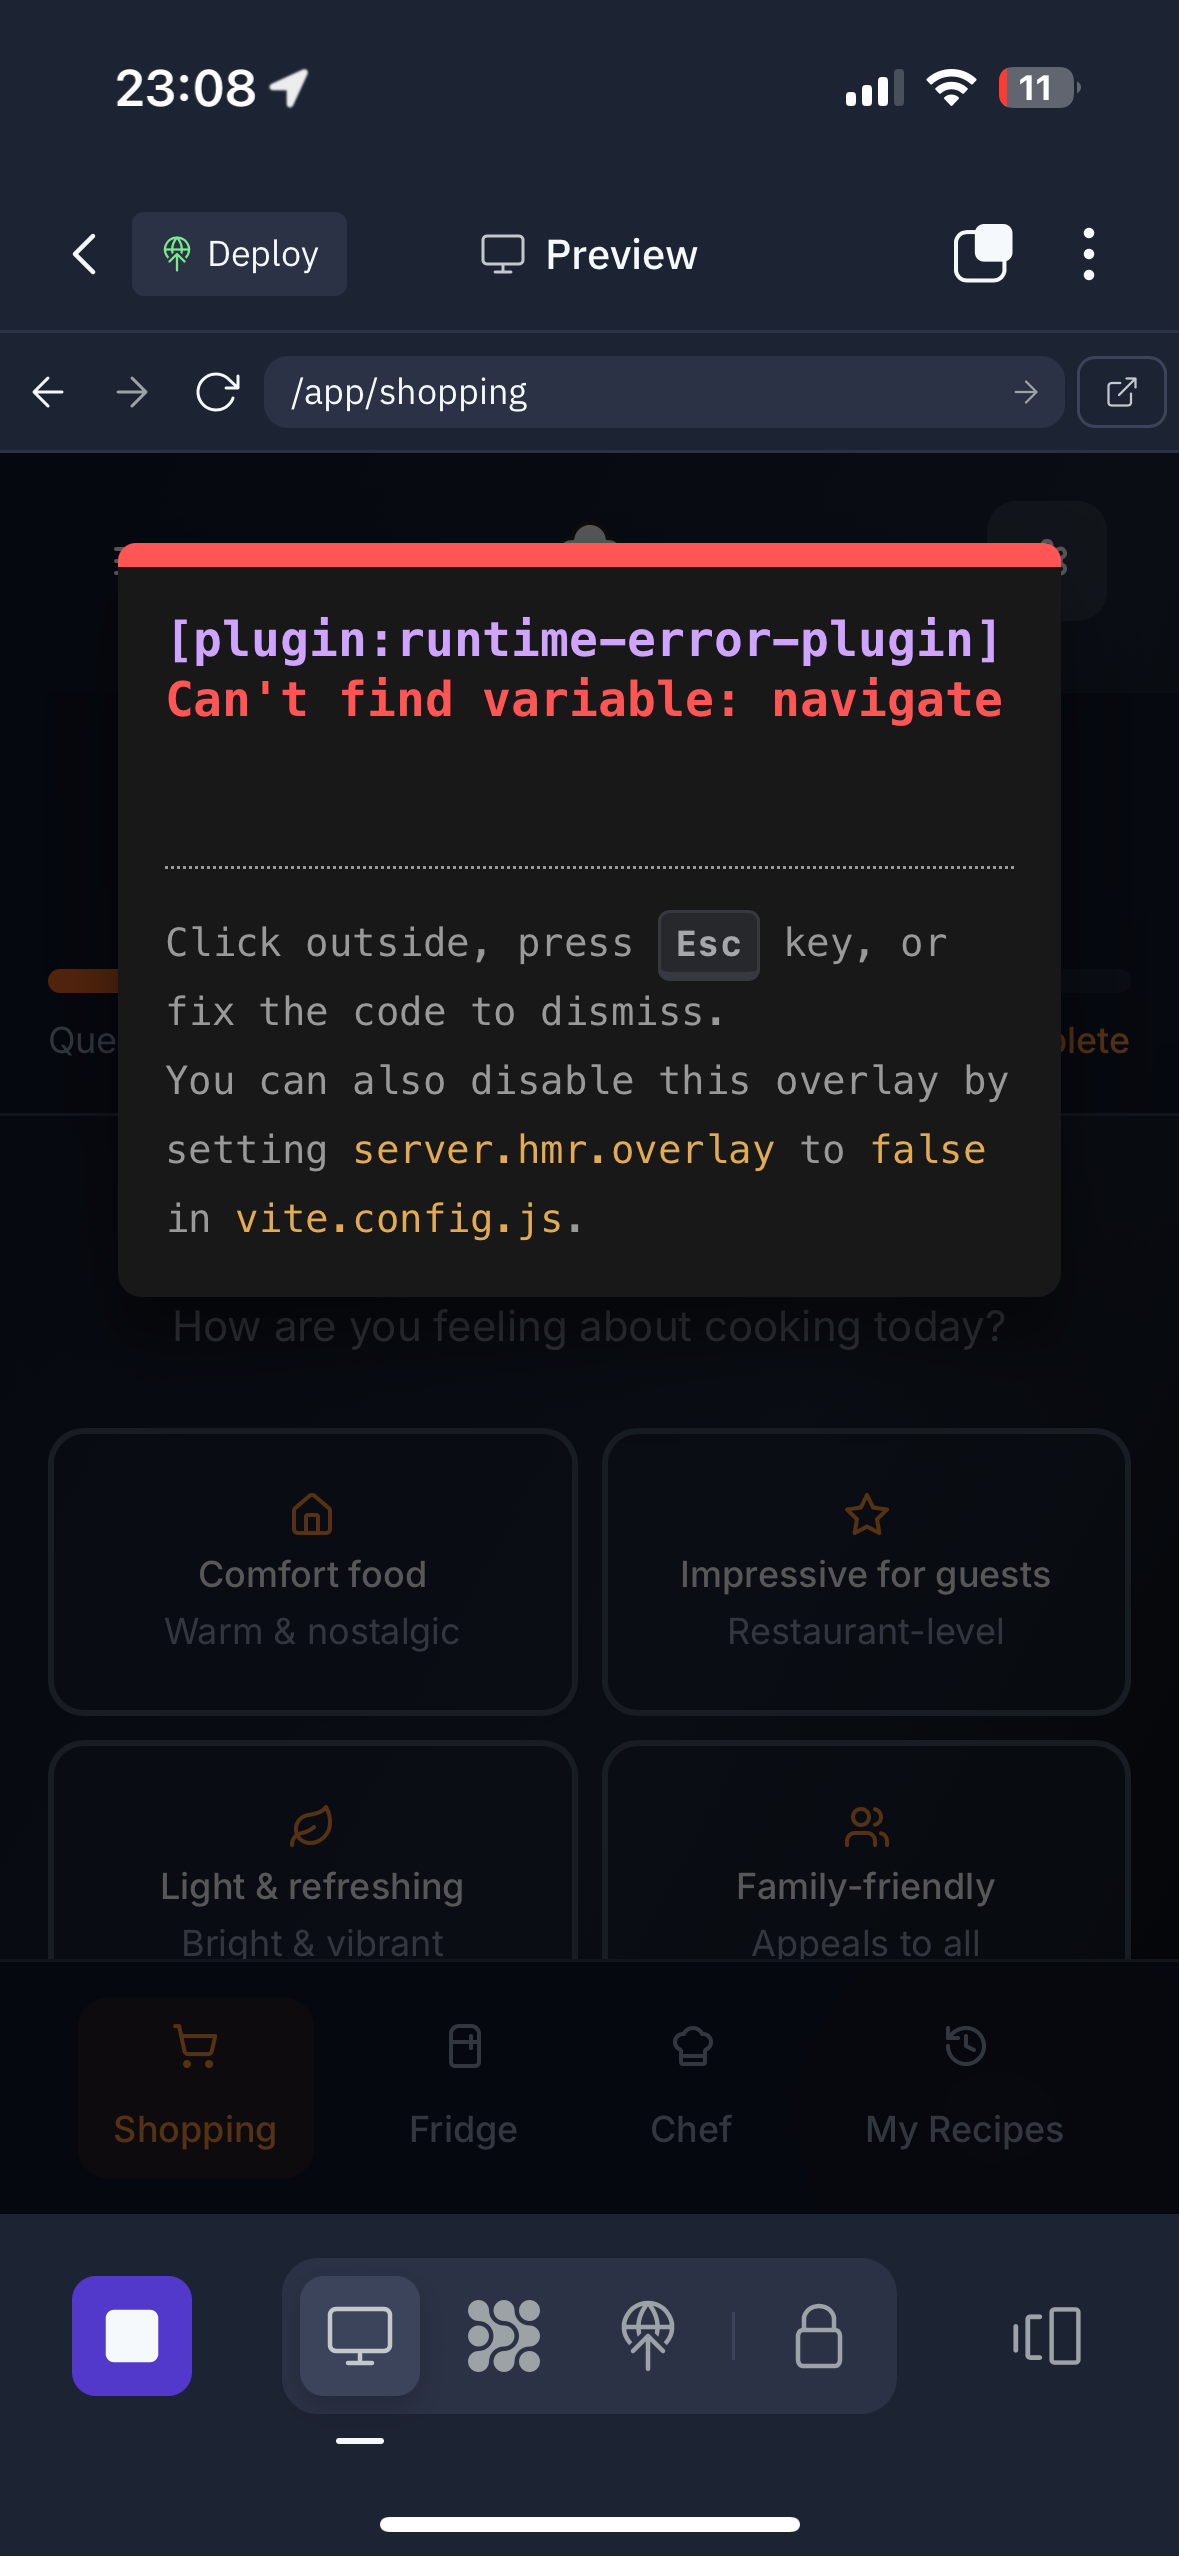 23:08
11
Deploy
Preview
/app/shopping
[plugin:runtime-error-plugin]
Can't find variable: navigate
Click outside, press Esc key, or
fix the code to dismiss.
You can also disable this overlay by
setting server.hmr.overlay to false
in vite.config.js.
How are you feeling about cooking today?
Comfort food
Impressive for guests
Warm & nostalgic
Restaurant-level
Light & refreshing
Family-friendly
Bright & vibrant
Appeals to all
Shopping
Fridge
Chef
My Recipes